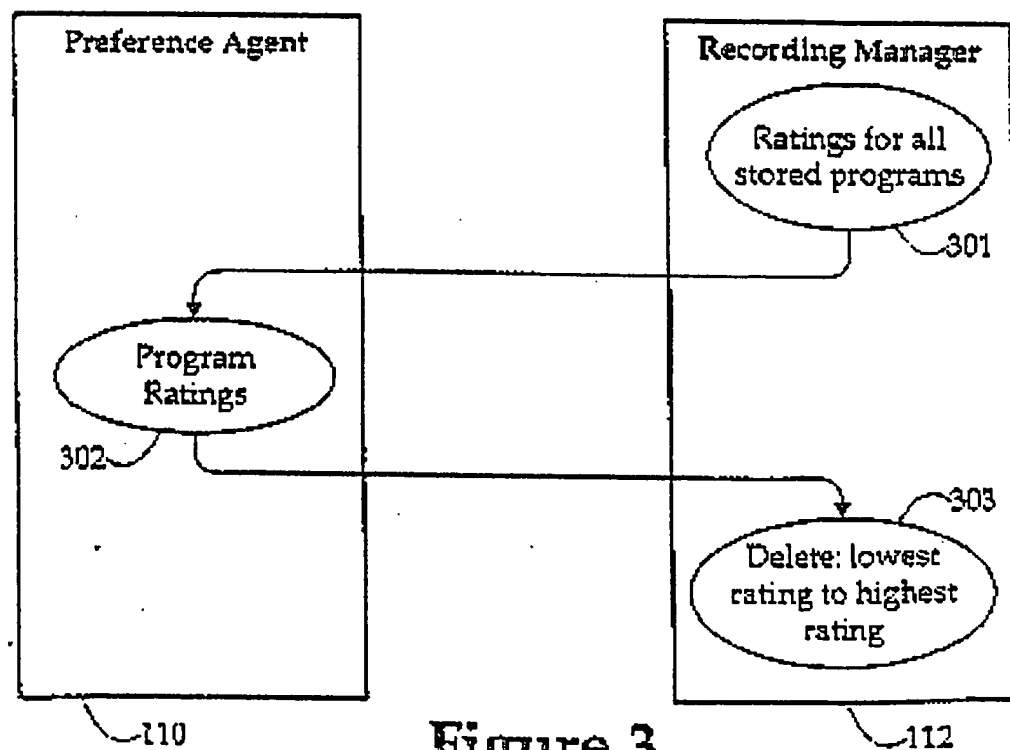 Preference Agent
Recording Manager
Ratings for all
stored programs
301
Program
Ratings
302
303
Delete: lowest
rating to highest
rating
110
112
Figure 3